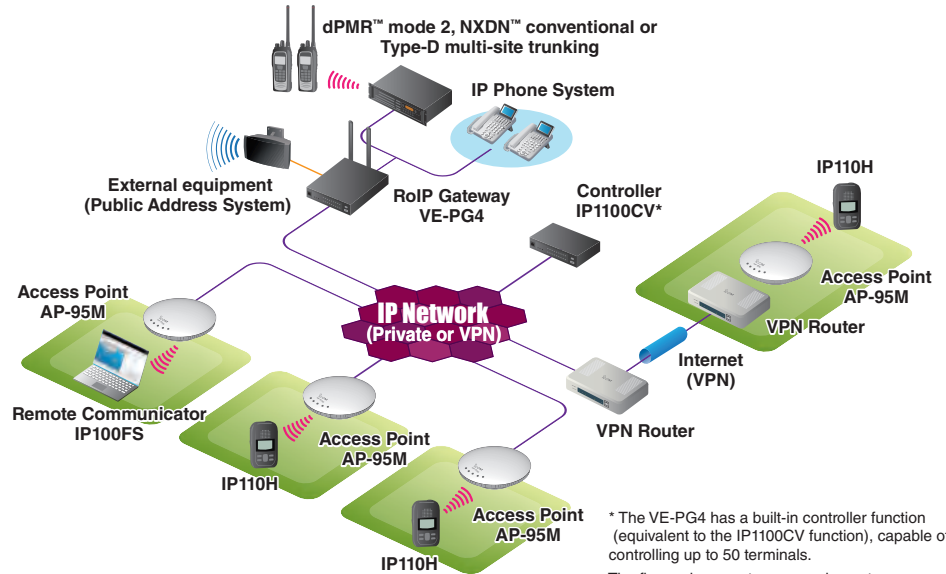 dPMR™ mode 2, NXDN™ conventional or
Type-D multi-site trunking
IP Phone System
External equipment
(Public Address System)
RoIP Gateway
VE-PG4
Controller
IP1100CV*
IP110H
Access Point
AP-95M
VPN Router
Access Point
AP-95M
IP Network
(Private or VPN)
Internet
(VPN)
Remote Communicator
IP100FS
Access Point
AP-95M
IP110H
VPN Router
Access Point
AP-95M
IP110H
* The VE-PG4 has a built-in controller function
(equivalent to the IP1100CV function), capable of
controlling up to 50 terminals.